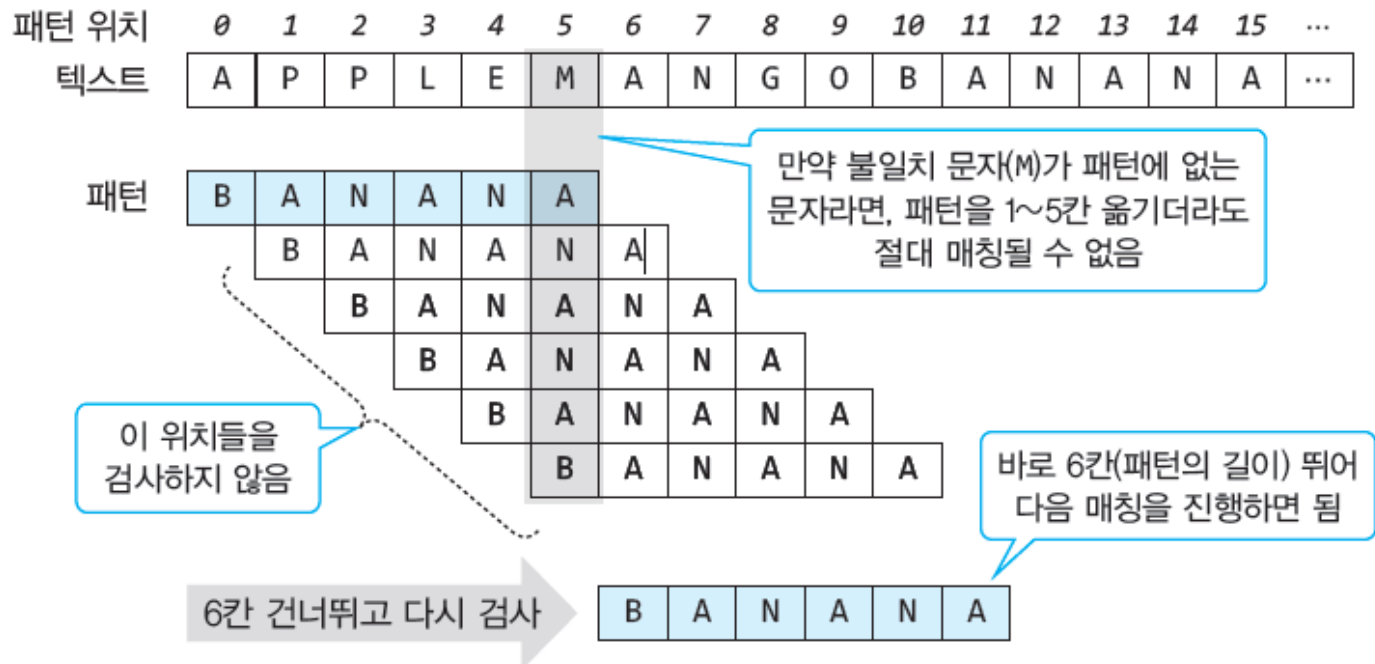 패턴 위치 0 1 2 3 4 5 6 7 8 9 10 11 12 13 14 15 …
텍스트 A P P L E M A N G O B A N A N A …
만약 불일치 문자(M)가 패턴에 없는
문자라면, 패턴을 1~5칸 옮기더라도
절대 매칭될 수 없음
패턴 B A N A N A
B A N A N A
B A N A N A
B A N A N A
B A N A N A
B A N A N A
이 위치들을
검사하지 않음
바로 6칸(패턴의 길이) 뛰어
다음 매칭을 진행하면 됨
6칸 건너뛰고 다시 검사
B A N A N A